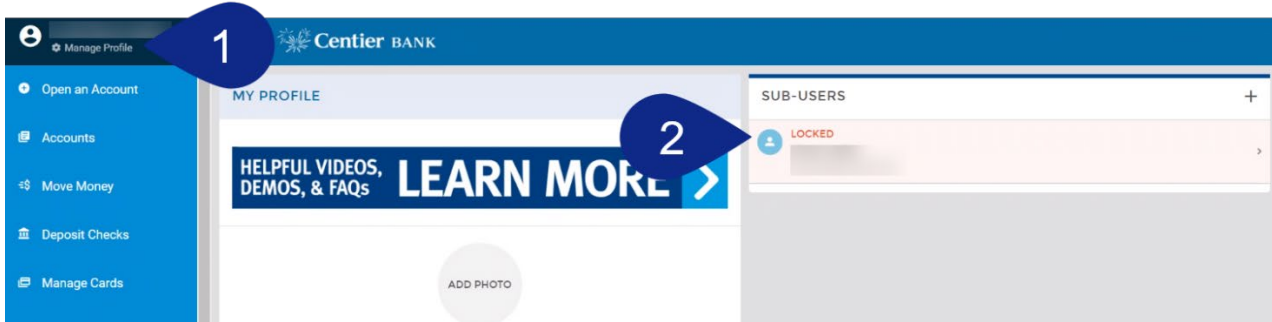 Manage Profile
1
Centier BANK
Open an Account
Accounts
Move Money
Deposit Checks
Manage Cards
MY PROFILE
HELPFUL VIDEOS,
DEMOS, & FAQs
LEARN MORE
ADD PHOTO
SUB-USERS
2
LOCKED